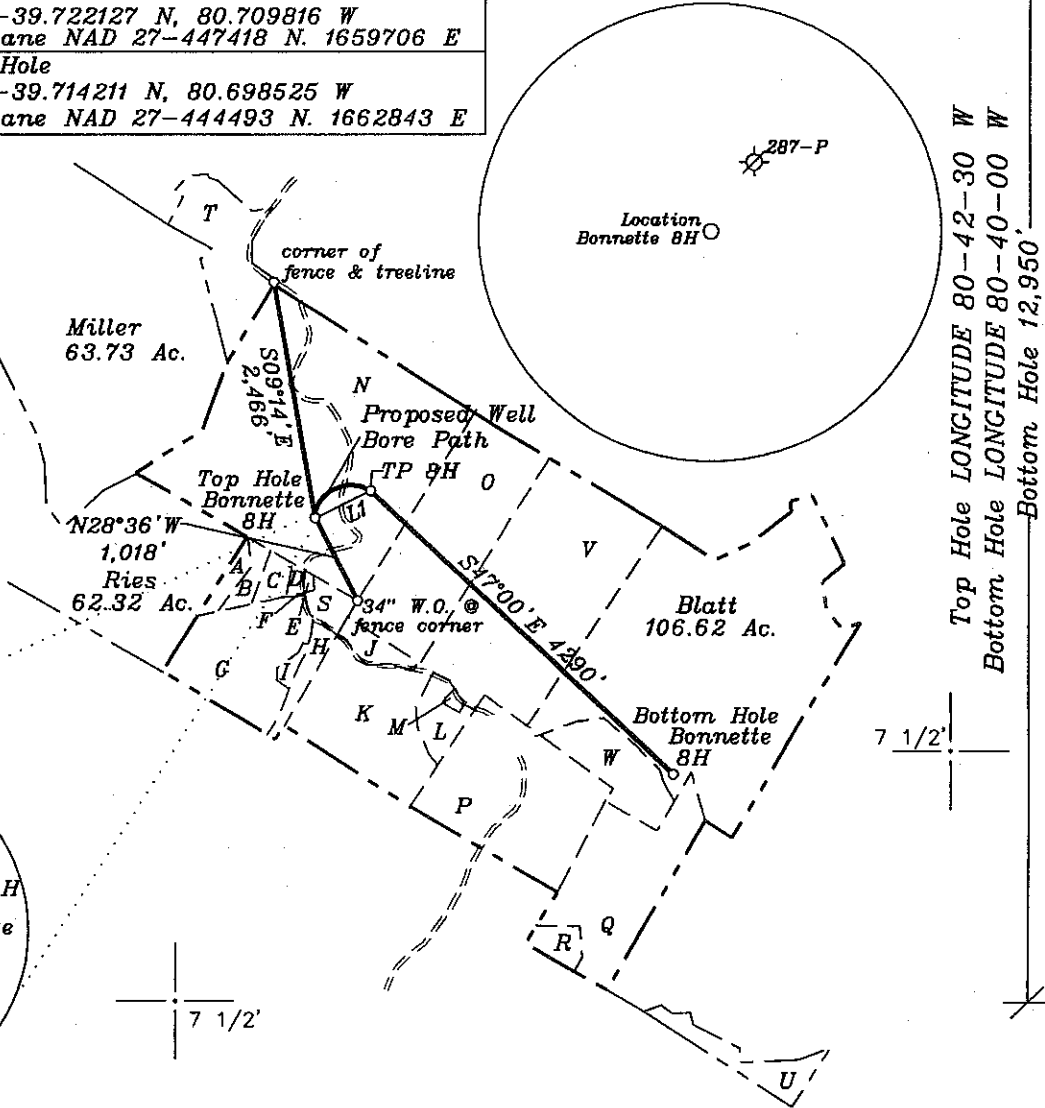 -39.722127 N, 80.709816 W
ane NAD 27-447418 N. 1659706 E
Hole
-39.714211 N, 80.698525 W
ane NAD 27-444493 N. 1662843 E
287-P
Location
Bonnette 8H
Top Hole LONGITUDE 80-42-30 W
Bottom Hole LONGITUDE 80-40-00 W
Bottom Hole 12,950'
T
corner of
fence & treeline
Miller
63.73 Ac.
S09°14'E
2,466'
N
Proposed Well
Bore Path
TP 8H
O
Top Hole
Bonnette
8H
L1
N28°36'W
1,018'
Ries
62.32 Ac.
V
S47°00'E 4290'
Blatt
106.62 Ac.
A
B
C
D
S
F
E
34" W.O. @
fence corner
H
J
G
I
K
M
L
Bottom Hole
Bonnette
8H
W
7 1/2'
P
H
e
Q
R
7 1/2'
U